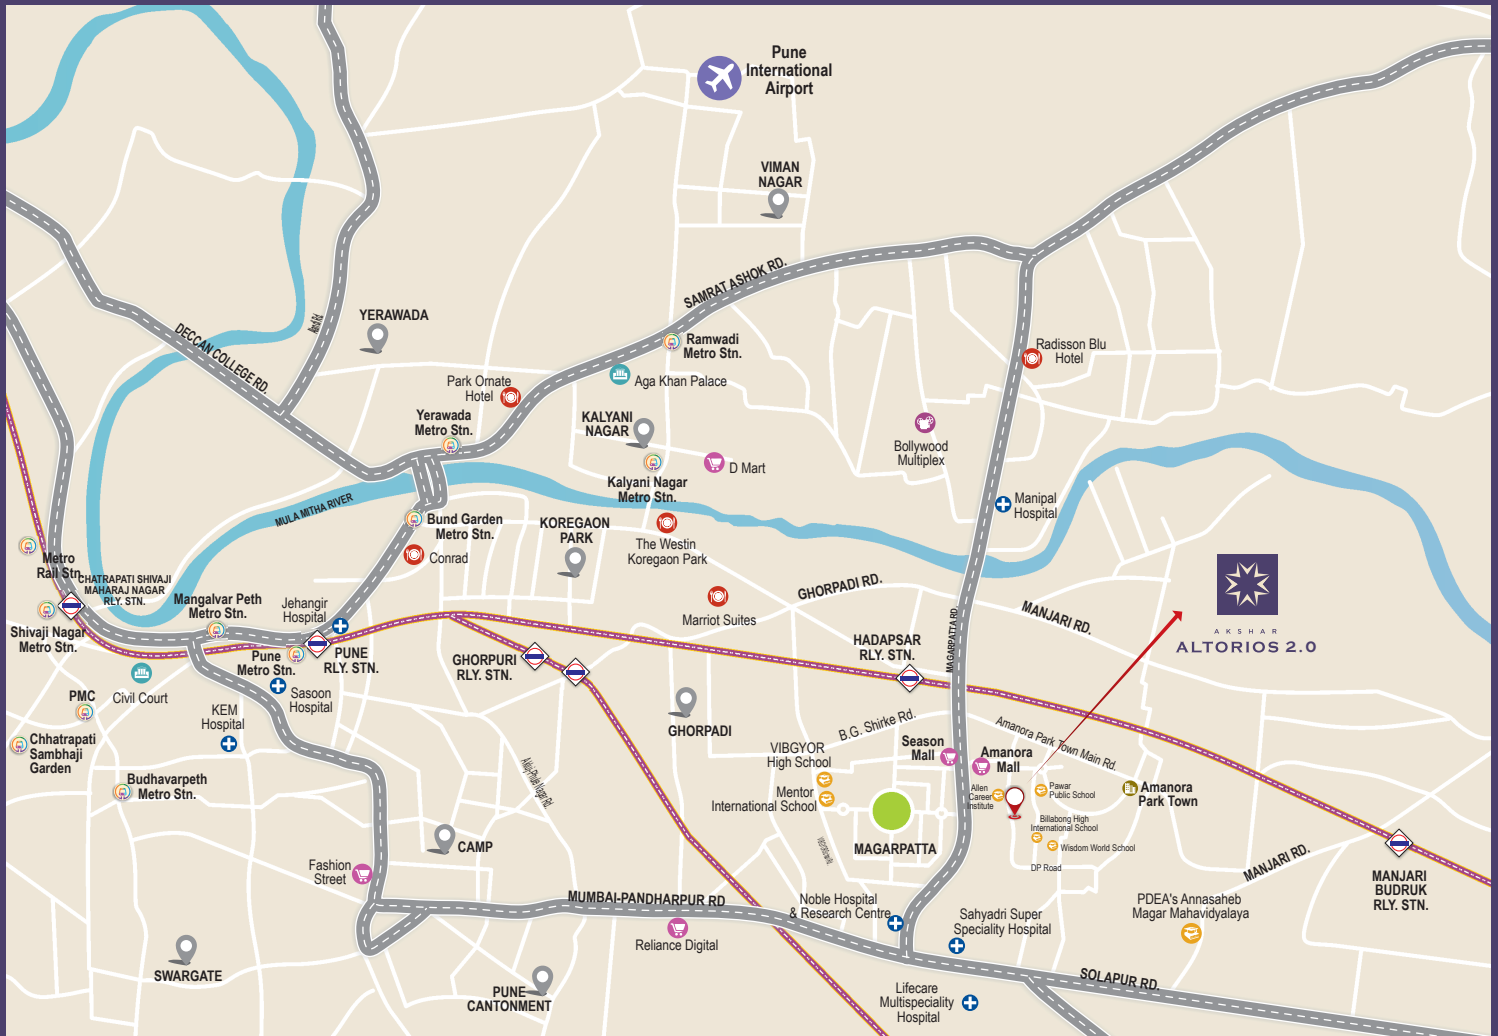 Pune
International
Airport
VIMAN
NAGAR
SAMRAT ASHOK RD.
YERAWADA
DECCAN COLLEGE RD.
Ramwadi
Metro Stn.
Radisson Blu
Hotel
Park Ornate
Hotel
Aga Khan Palace
Yerawada
Metro Stn.
KALYANI
NAGAR
Bollywood
Multiplex
D Mart
Kalyani Nagar
Metro Stn.
MULA MITHA RIVER
Manipal
Hospital
Bund Garden
Metro Stn.
KOREGAON
PARK
The Westin
Koregaon Park
Conrad
Metro
Rail Stn.
CHATRAPATI SHIVAJI
MAHARAJ NAGAR
RLY. STN.
Mangalvar Peth
Metro Stn.
Jehangir
Hospital
GHORPADI RD.
MANJARI RD.
Marriot Suites
Shivaji Nagar
Metro Stn.
MAGARPATTA RD
AKSHAR
ALTORIOS 2.0
HADAPSAR
RLY. STN.
Pune
Metro Stn.
PUNE
RLY. STN.
GHORPURI
RLY. STN.
Civil Court
Sasoon
Hospital
PMC
KEM
Hospital
GHORPADI
B.G. Shirke Rd.
Amanora Park Town Main Rd.
Chhatrapati
Sambhaji
Garden
VIBGYOR
High School
Season
Mall
Amanora
Mall
Budhavarpeth
Metro Stn.
Mentor
International School
Allen
Career
Institute
Pawar
Public School
Amanora
Park Town
Billabong High
International School
Wisdom World School
MAGARPATTA
CAMP
DP Road
MANJARI RD.
Fashion
Street
MANJARI
BUDRUK
RLY. STN.
MUMBAI-PANDHARPUR RD
Noble Hospital
& Research Centre
PDEA's Annasaheb
Magar Mahavidyalaya
Sahyadri Super
Speciality Hospital
Reliance Digital
SWARGATE
PUNE
CANTONMENT
SOLAPUR RD.
Lifecare
Multispeciality
Hospital